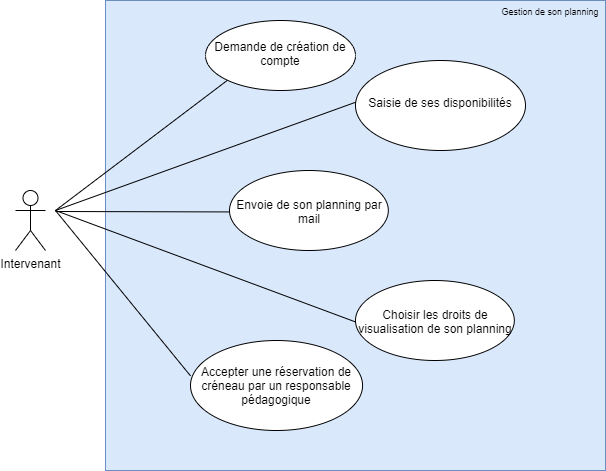 Gestion de son planning
Demande de création de
compte
Saisie de ses disponibilités
Envoie de son planning par
mail
Intervenant
Choisir les droits de
visualisation de son planning
Accepter une réservation de
créneau par un responsable
pédagogique